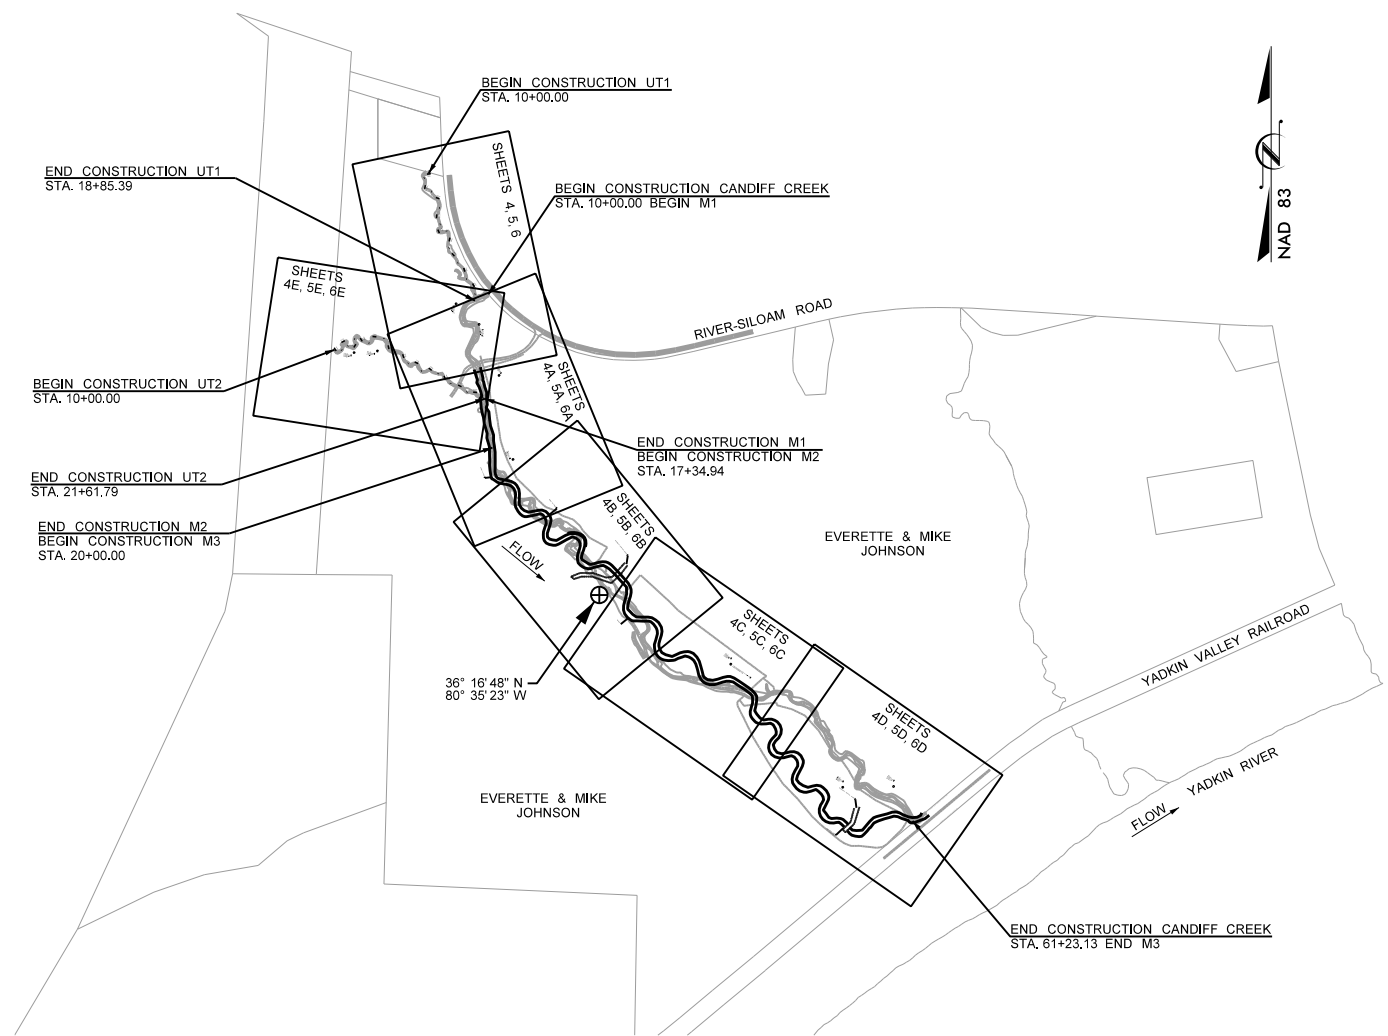 BEGIN CONSTRUCTION UT1
STA. 10+00.00
END CONSTRUCTION UT1
STA. 18+85.39
SHEETS 4, 5, 6
BEGIN CONSTRUCTION CANDIFF CREEK
STA. 10+00.00 BEGIN M1
NAD 83
SHEETS
4E, 5E, 6E
RIVER-SILOAM ROAD
BEGIN CONSTRUCTION UT2
STA. 10+00.00
SHEETS
4A, 5A, 6A
END CONSTRUCTION M1
BEGIN CONSTRUCTION M2
STA. 17+34.94
END CONSTRUCTION UT2
STA. 21+61.79
SHEETS
4B, 5B, 6B
END CONSTRUCTION M2
BEGIN CONSTRUCTION M3
STA. 20+00.00
FLOW
EVERETTE & MIKE
JOHNSON
SHEETS
4C, 5C, 6C
YADKIN VALLEY RAILROAD
36° 16' 48" N
80° 35' 23" W
SHEETS
4D, 5D, 6D
YADKIN RIVER
FLOW
EVERETTE & MIKE
JOHNSON
END CONSTRUCTION CANDIFF CREEK
STA. 61+23.13 END M3